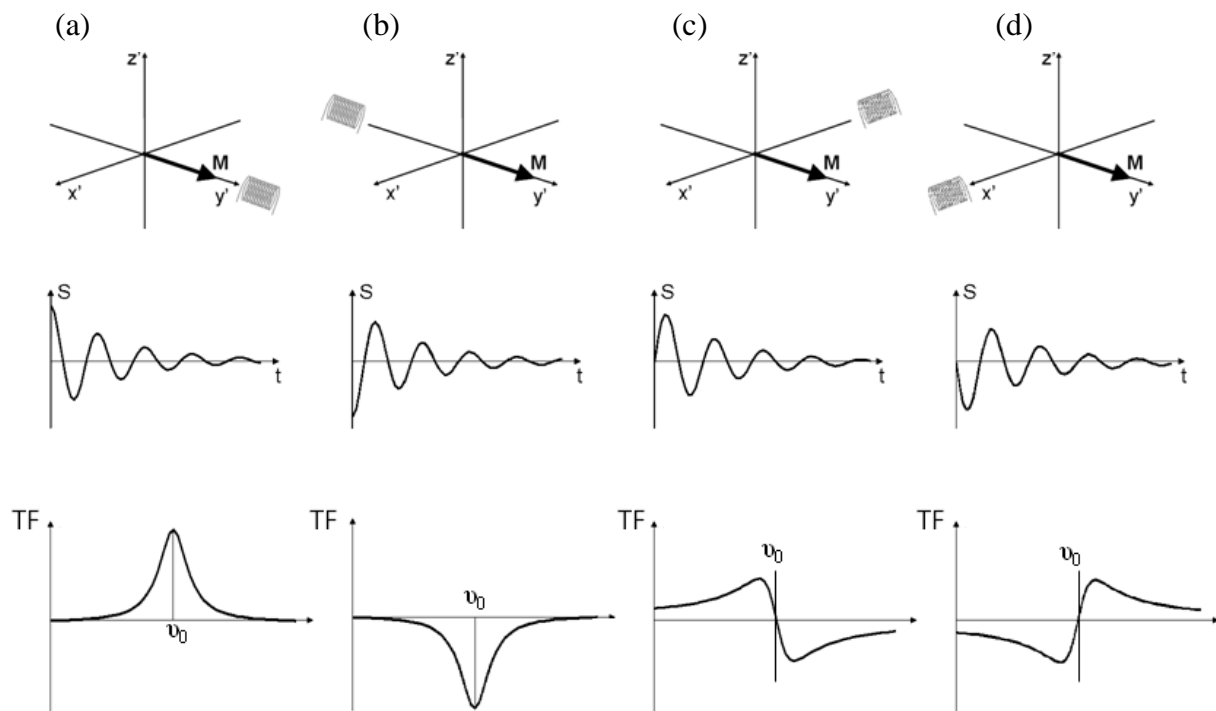 (a) (b) (c) (d)
z' z' z' z'
M M M M
x' y' x' y' x' y' x' y'
S S S S
t t t t
TF TF TF TF
υ0 υ0 υ0 υ0